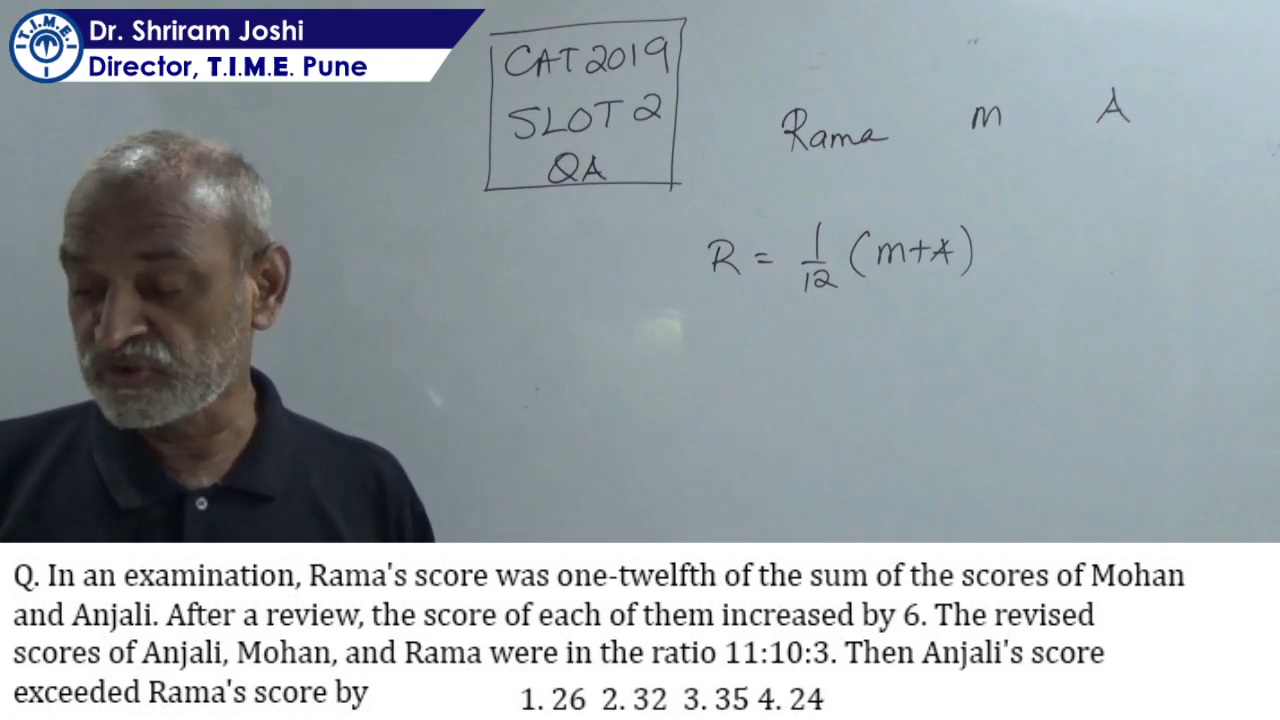 T.I.M.E.
Dr. Shriram Joshi
Director, T.I.M.E. Pune
CAT 2019
SLOT 2
QA
Rama m A
R = 1/12 (m+A)
Q. In an examination, Rama's score was one-twelfth of the sum of the scores of Mohan
and Anjali. After a review, the score of each of them increased by 6. The revised
scores of Anjali, Mohan, and Rama were in the ratio 11:10:3. Then Anjali's score
exceeded Rama's score by 1. 26 2. 32 3. 35 4. 24